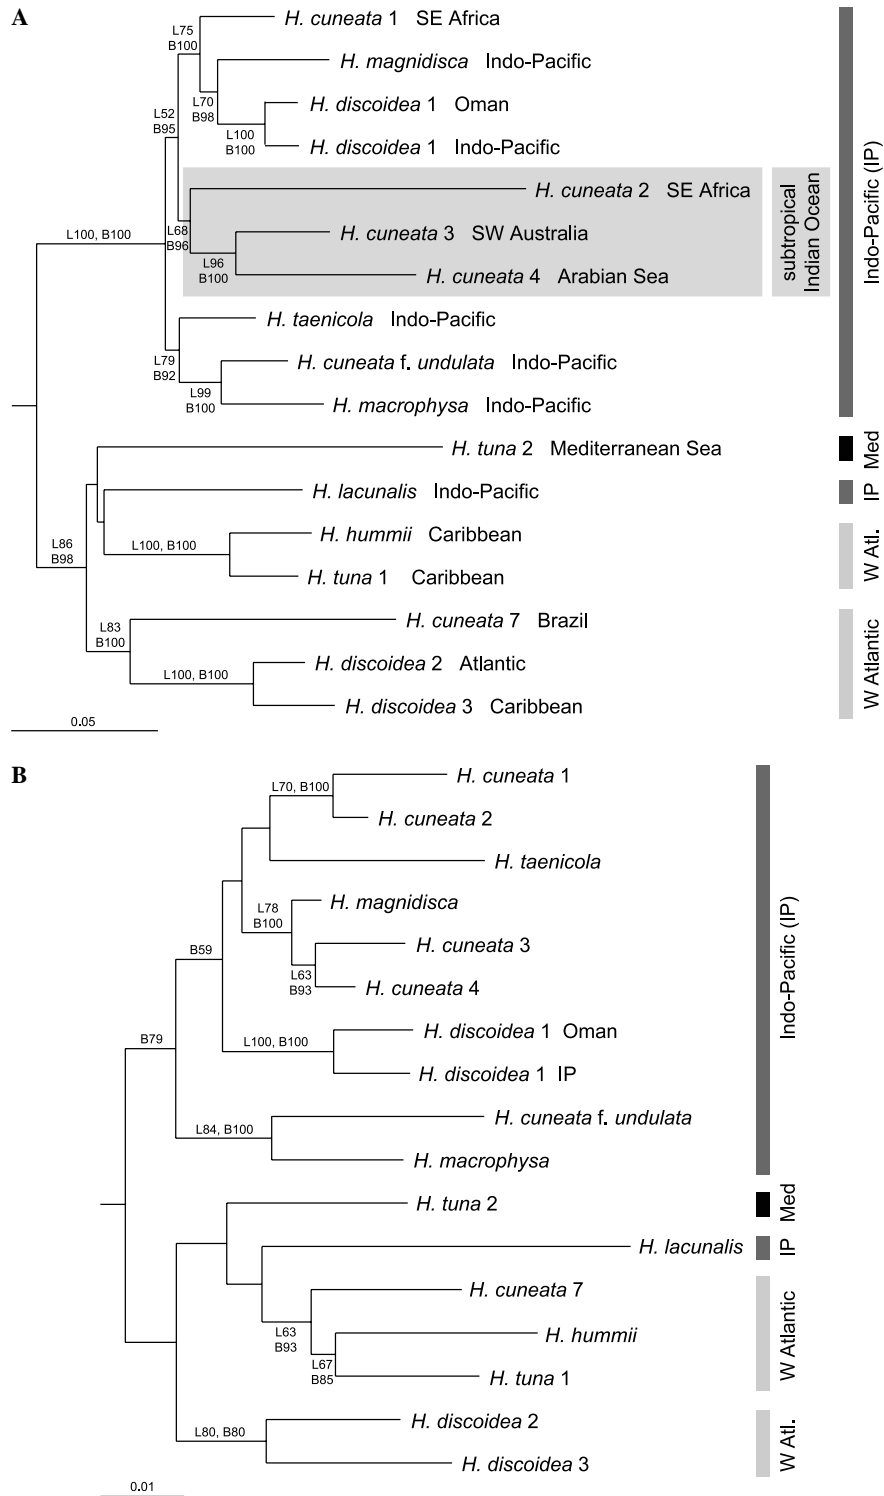 A
H. cuneata 1 SE Africa
L75
B100
H. magnidisca Indo-Pacific
L70
B98
H. discoidea 1 Oman
L52
B95
L100
B100
H. discoidea 1 Indo-Pacific
H. cuneata 2 SE Africa
L68
B96
H. cuneata 3 SW Australia
L100, B100
L96
B100
H. cuneata 4 Arabian Sea
subtropical
Indian Ocean
Indo-Pacific (IP)
H. taenicola Indo-Pacific
L79
B92
H. cuneata f. undulata Indo-Pacific
L99
B100
H. macrophysa Indo-Pacific
H. tuna 2 Mediterranean Sea
Med
H. lacunalis Indo-Pacific
IP
H. hummii Caribbean
L86
B98
L100, B100
W Atl.
H. tuna 1 Caribbean
H. cuneata 7 Brazil
L83
B100
H. discoidea 2 Atlantic
L100, B100
W Atlantic
H. discoidea 3 Caribbean
0.05
B
H. cuneata 1
L70, B100
H. cuneata 2
H. taenicola
H. magnidisca
L78
B100
H. cuneata 3
B59
L63
B93
H. cuneata 4
Indo-Pacific (IP)
H. discoidea 1 Oman
B79
L100, B100
H. discoidea 1 IP
H. cuneata f. undulata
L84, B100
H. macrophysa
H. tuna 2
Med
H. lacunalis
IP
H. cuneata 7
L63
B93
H. hummii
W Atlantic
L67
B85
H. tuna 1
H. discoidea 2
L80, B80
W Atl.
H. discoidea 3
0.01